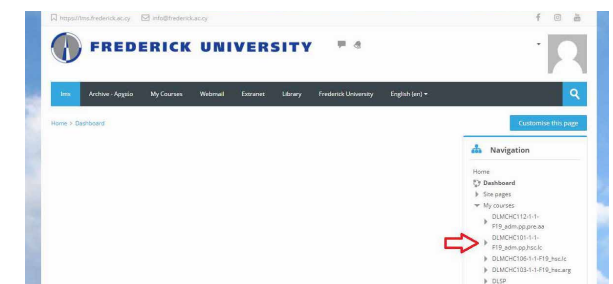 https://lms.frederick.ac.cy info@frederick.ac.cy
FREDERICK UNIVERSITY
lms Archive - Αρχείο My Courses Webmail Extranet Library Frederick University English (en)
Home > Dashboard
Customise this page
Navigation
Home
Dashboard
Site pages
My courses
DLMCHC112-1-1-
F19_adm.pp.pre.aa
DLMCHC101-1-1-
F19_adm.pp,hsc.lc
DLMCHC106-1-1-F19_hsc.lc
DLMCHC103-1-1-F19_hsc.arg
DLSP